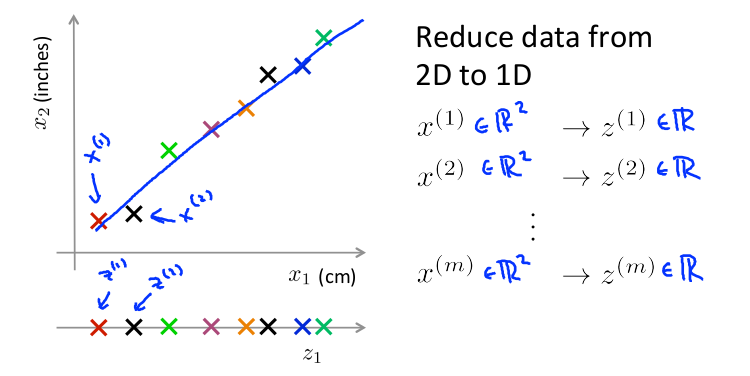 Reduce data from
2D to 1D
x₂ (inches)
x⁽¹⁾
x⁽²⁾
x₁ (cm)
z⁽¹⁾
z⁽²⁾
z₁
x⁽¹⁾ ∈ ℝ² → z⁽¹⁾ ∈ ℝ
x⁽²⁾ ∈ ℝ² → z⁽²⁾ ∈ ℝ
⋮
x⁽ᵐ⁾ ∈ ℝ² → z⁽ᵐ⁾ ∈ ℝ